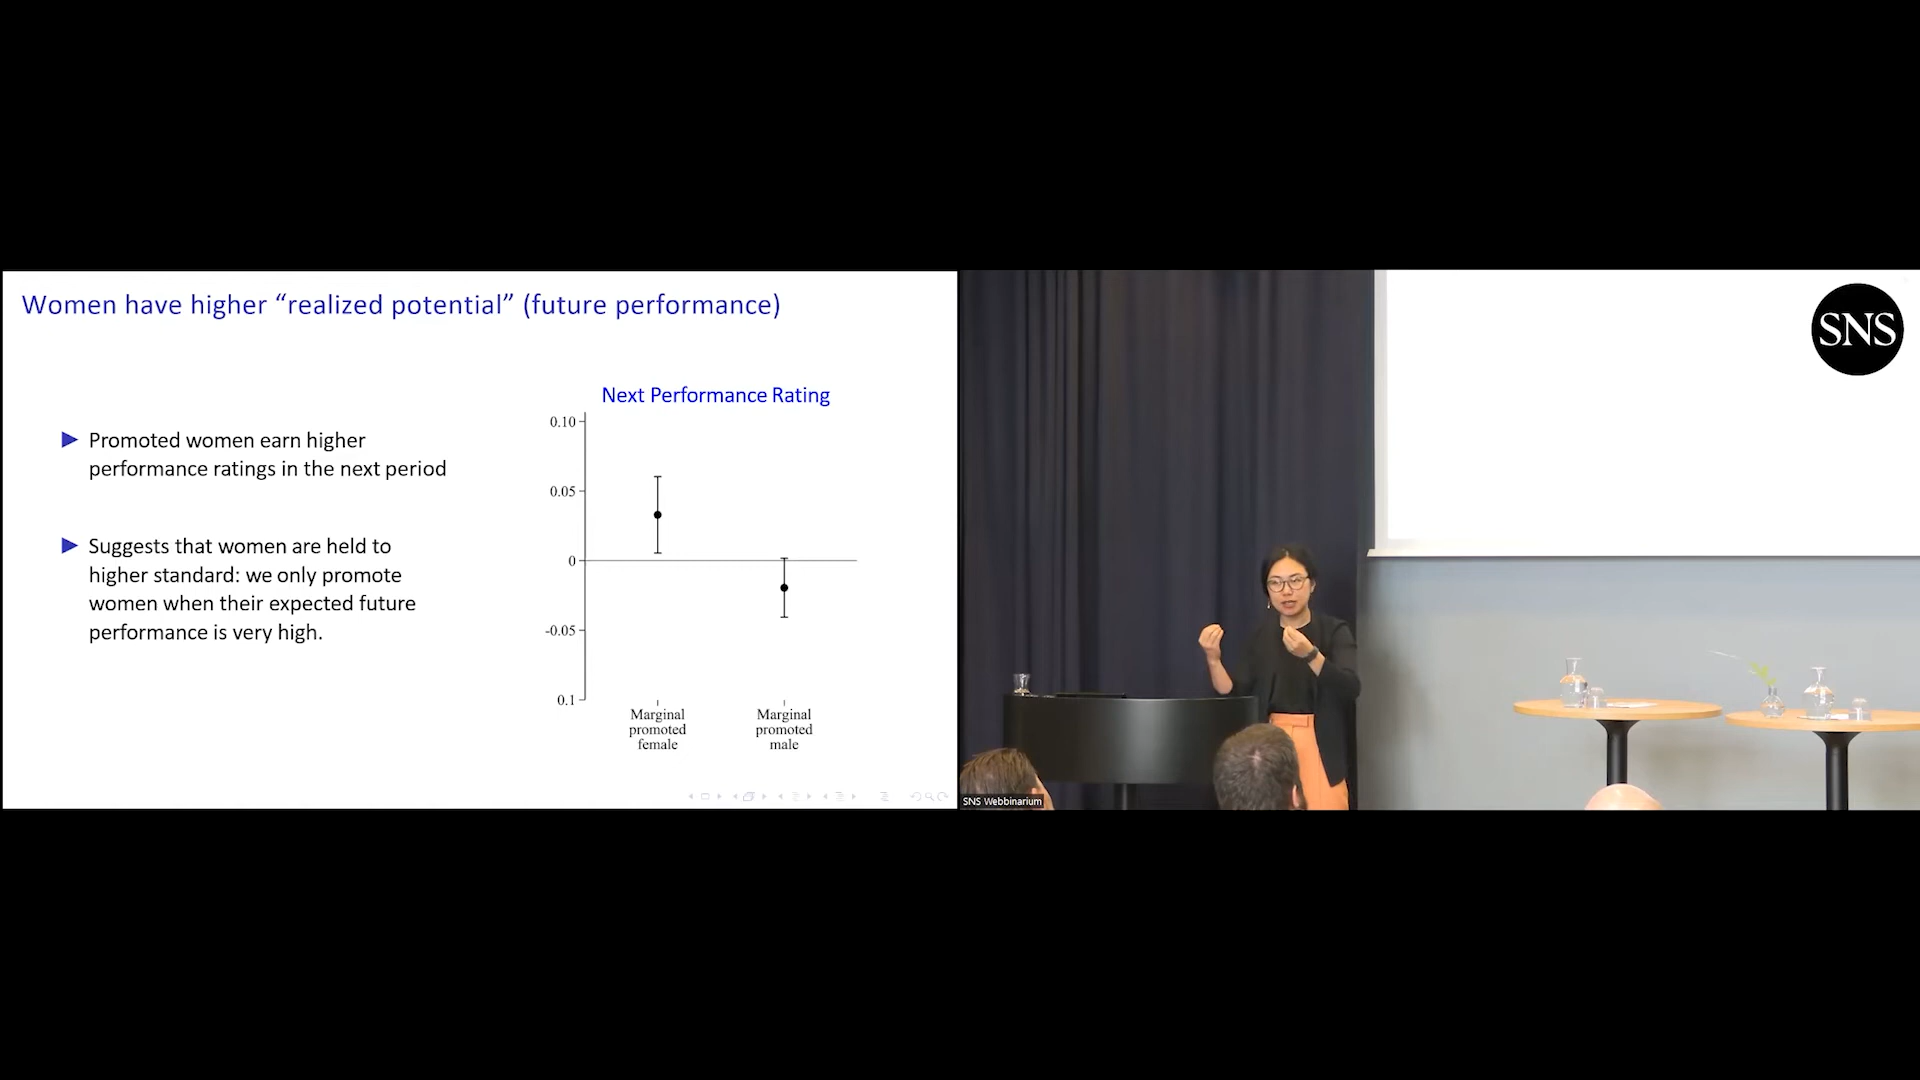 Women have higher “realized potential” (future performance)
Promoted women earn higher
performance ratings in the next period
Suggests that women are held to
higher standard: we only promote
women when their expected future
performance is very high.
Next Performance Rating
0.10
0.05
0
-0.05
0.1
Marginal
promoted
female
Marginal
promoted
male
SNS
SNS Webbinarium